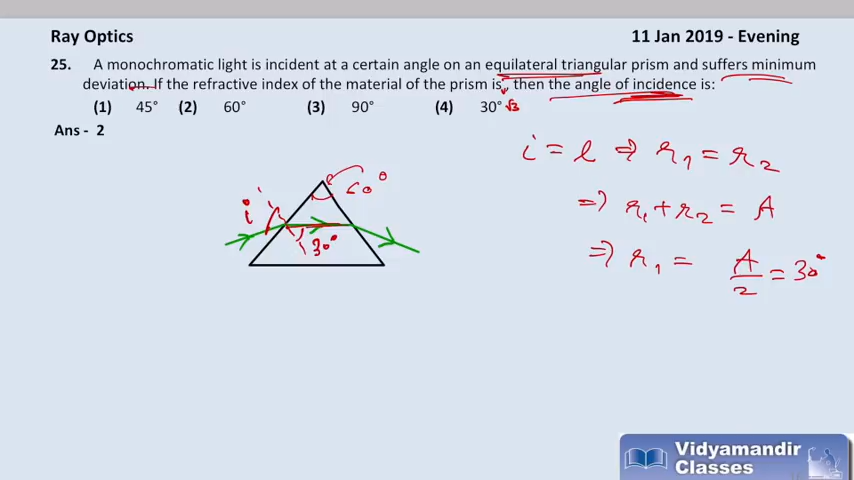 Ray Optics 11 Jan 2019 - Evening
25. A monochromatic light is incident at a certain angle on an equilateral triangular prism and suffers minimum
deviation. If the refractive index of the material of the prism is , then the angle of incidence is:
(1) 45° (2) 60° (3) 90° (4) 30° √3
Ans - 2
i = e ⇒ r₁ = r₂
60°
⇒ r₁ + r₂ = A
i
30°
⇒ r₁ = A/2 = 30°
Vidyamandir
Classes